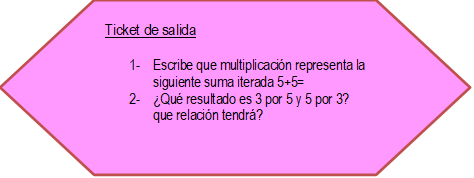 Ticket de salida
1- Escribe que multiplicación representa la
siguiente suma iterada 5+5=
2- ¿Qué resultado es 3 por 5 y 5 por 3?
que relación tendrá?